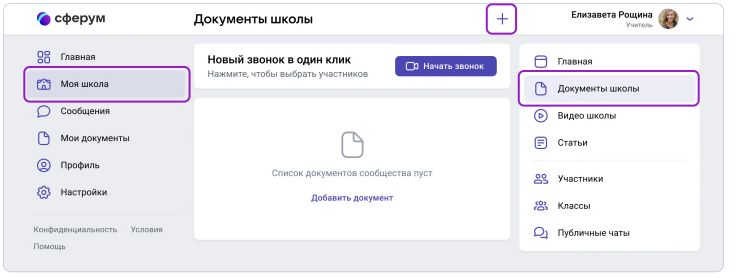 сферум
Документы школы
Елизавета Рощина
Учитель
Главная
Моя школа
Сообщения
Мои документы
Профиль
Настройки
Конфиденциальность Условия
Помощь
Новый звонок в один клик
Нажмите, чтобы выбрать участников
Начать звонок
Список документов сообщества пуст
Добавить документ
Главная
Документы школы
Видео школы
Статьи
Участники
Классы
Публичные чаты